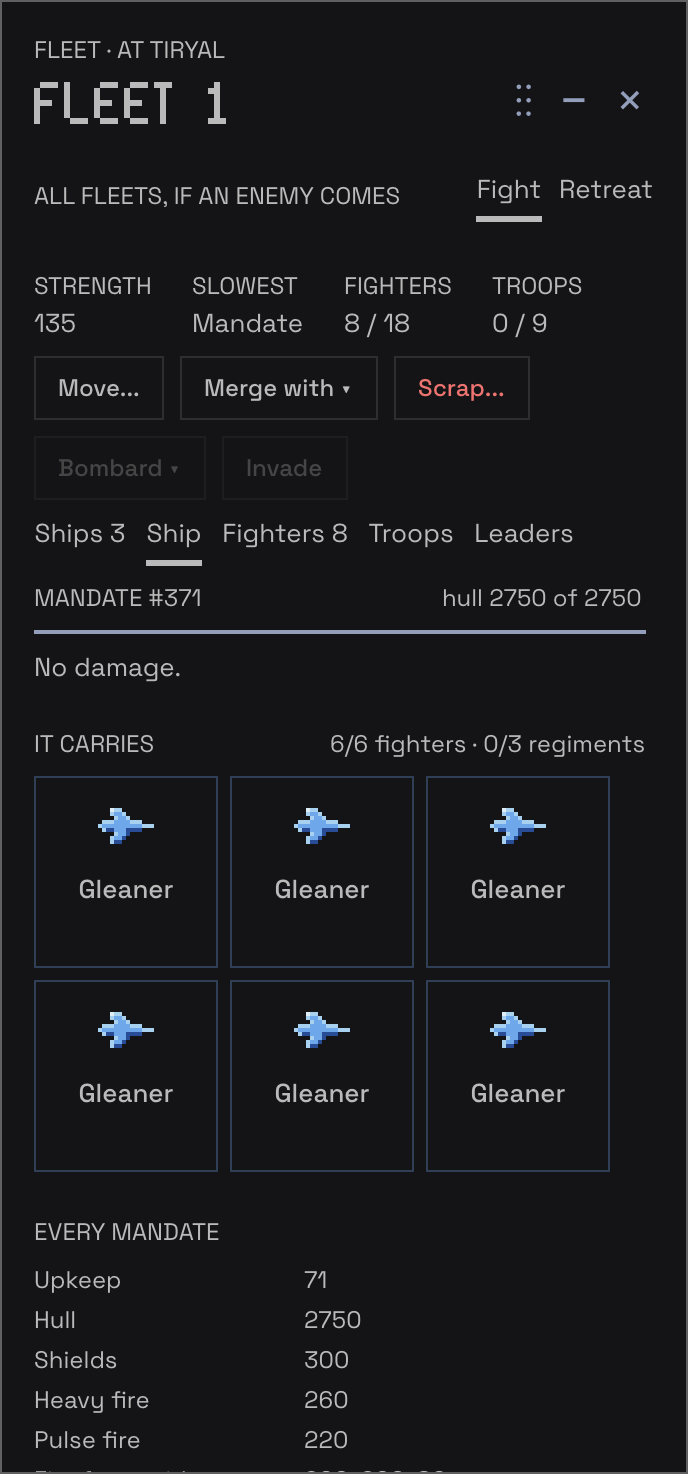 FLEET · AT TIRYAL
FLEET 1
ALL FLEETS, IF AN ENEMY COMES
Fight Retreat
STRENGTH SLOWEST FIGHTERS TROOPS
135 Mandate 8 / 18 0 / 9
Move... Merge with ▾ Scrap...
Bombard ▾ Invade
Ships 3 Ship Fighters 8 Troops Leaders
MANDATE #371 hull 2750 of 2750
No damage.
IT CARRIES 6/6 fighters · 0/3 regiments
Gleaner Gleaner Gleaner
Gleaner Gleaner Gleaner
EVERY MANDATE
Upkeep 71
Hull 2750
Shields 300
Heavy fire 260
Pulse fire 220